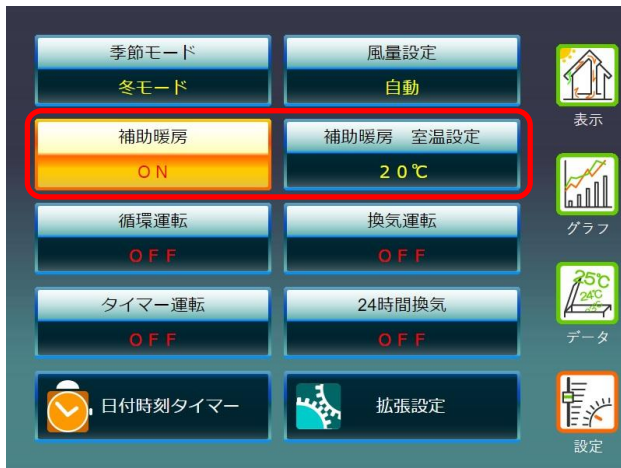 季節モード
冬モード
風量設定
自動
補助暖房
ON
補助暖房　室温設定
20℃
循環運転
OFF
換気運転
OFF
タイマー運転
OFF
24時間換気
OFF
日付時刻タイマー
拡張設定
表示
グラフ
25℃
24℃
データ
設定